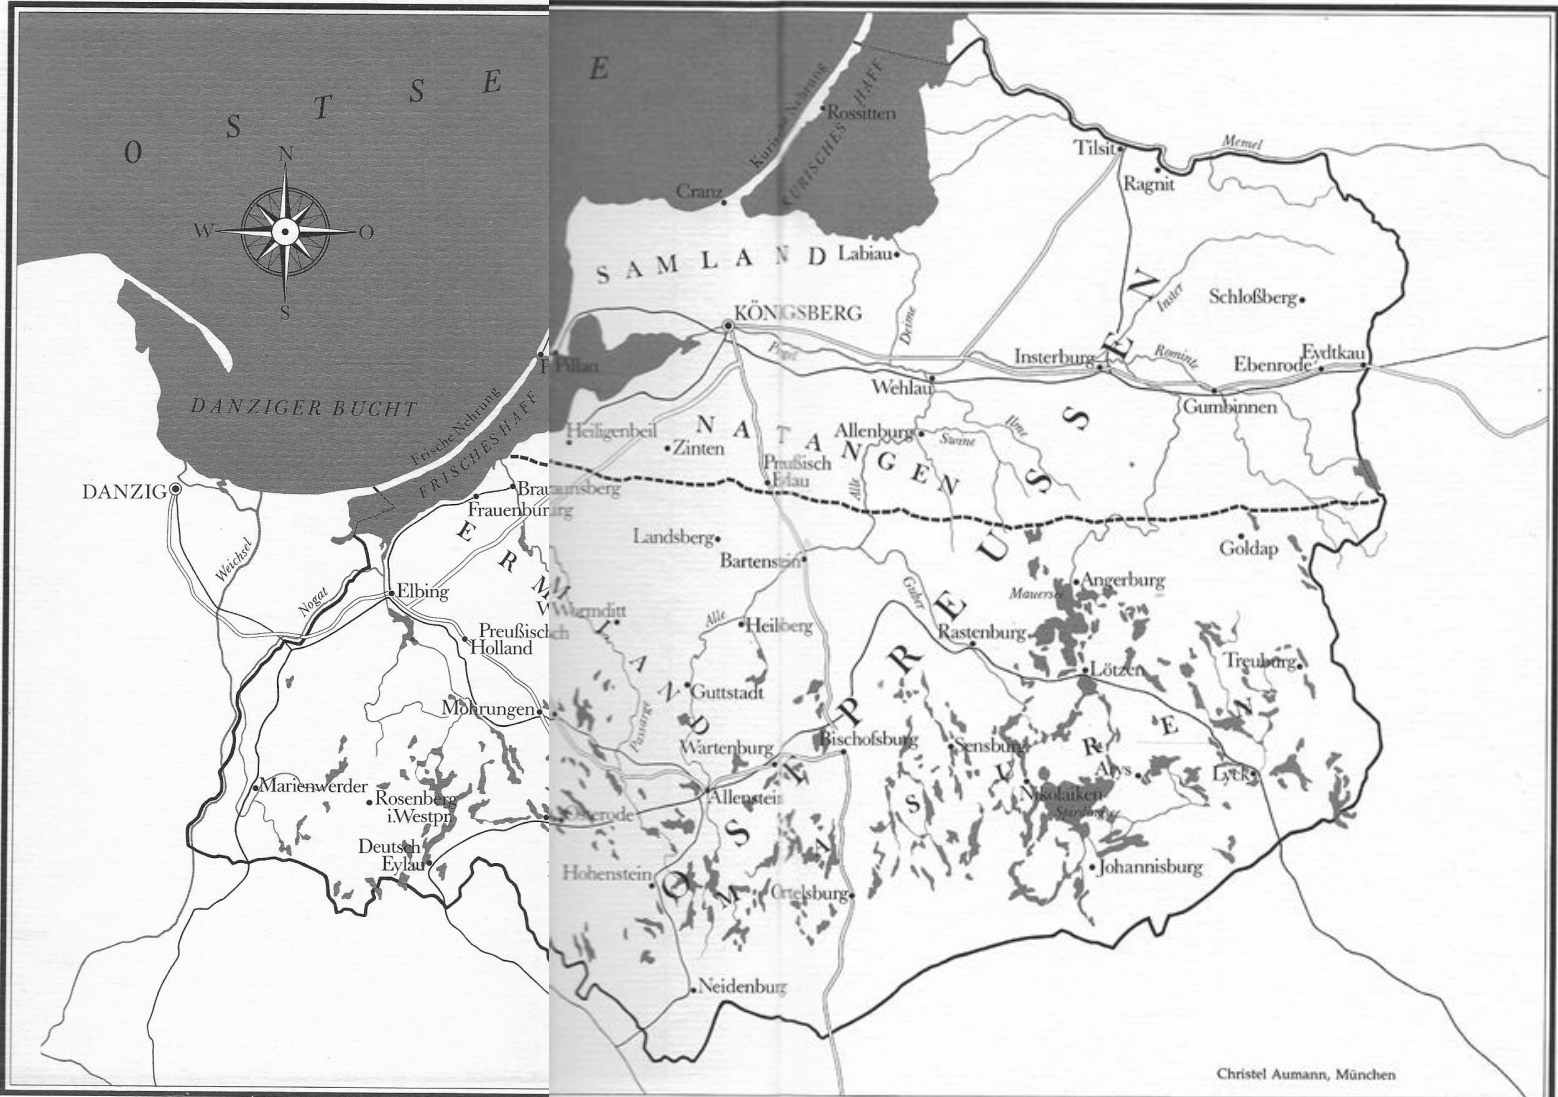 O S T S E E
N
W
O
S
Kurische Nehrung
KURISCHES HAFF
Rossitten
Cranz
Tilsit
Memel
Ragnit
SAMLAND
Labiau
Deime
Inster
Schloßberg
KÖNIGSBERG
Pregel
Insterburg
Rominte
Ebenrode
Eydtkau
Wehlau
Gumbinnen
Pillau
DANZIGER BUCHT
Frische Nehrung
FRISCHES HAFF
Heiligenbeil
Zinten
NATANGEN
Allenburg
Swine
Ilme
Preußisch
Eylau
Alle
DANZIG
Braunsberg
Frauenburg
ERMLAND
Weichsel
Nogat
Elbing
Landsberg
Bartenstein
Guber
Goldap
Mauersee
Angerburg
Wormditt
Alle
Heilsberg
Rastenburg
Preußisch
Holland
Lötzen
Treuburg
Guttstadt
Mohrungen
Passarge
Wartenburg
Bischofsburg
Sensburg
Arys
Lyck
Marienwerder
Rosenberg
i.Westpr.
Allenstein
Nikolaiken
Osterode
OSTPREUSSEN
MASUREN
Deutsch
Eylau
Hohenstein
Ortelsburg
Johannisburg
Neidenburg
Christel Aumann, München